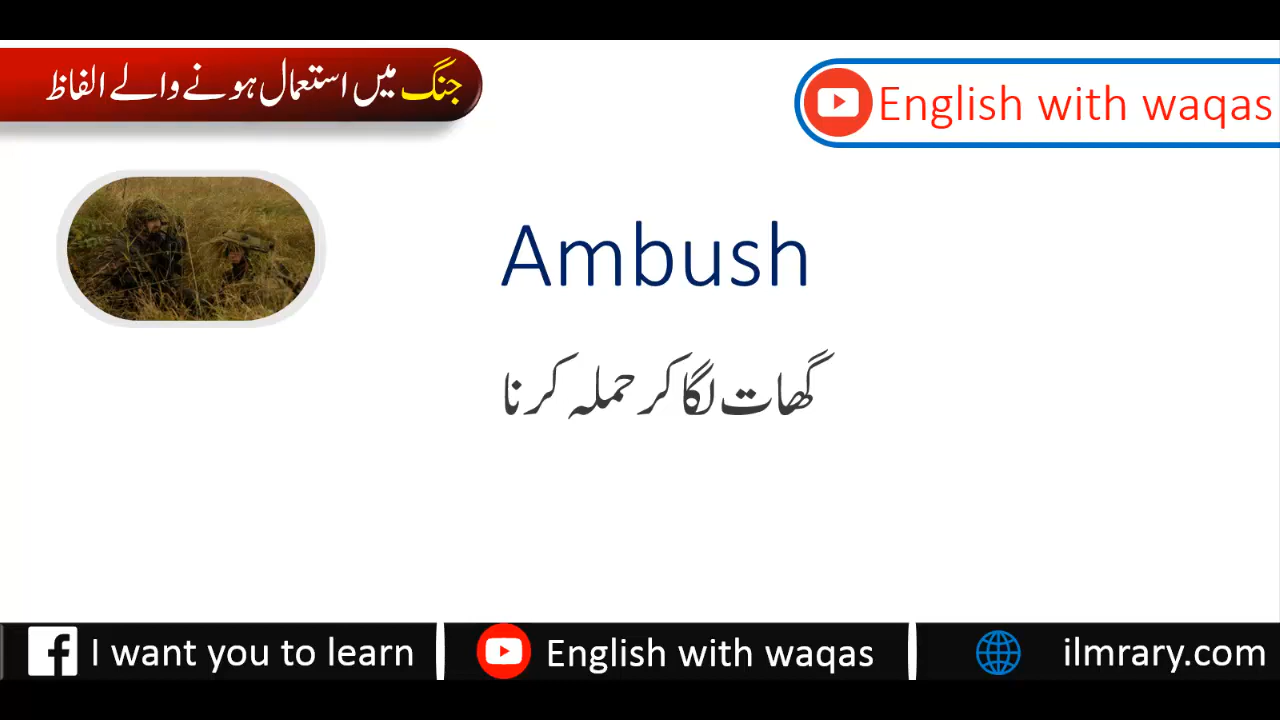 جنگ میں استعمال ہونے والے الفاظ
English with waqas
Ambush
گھات لگا کر حملہ کرنا
I want you to learn
English with waqas
ilmrary.com